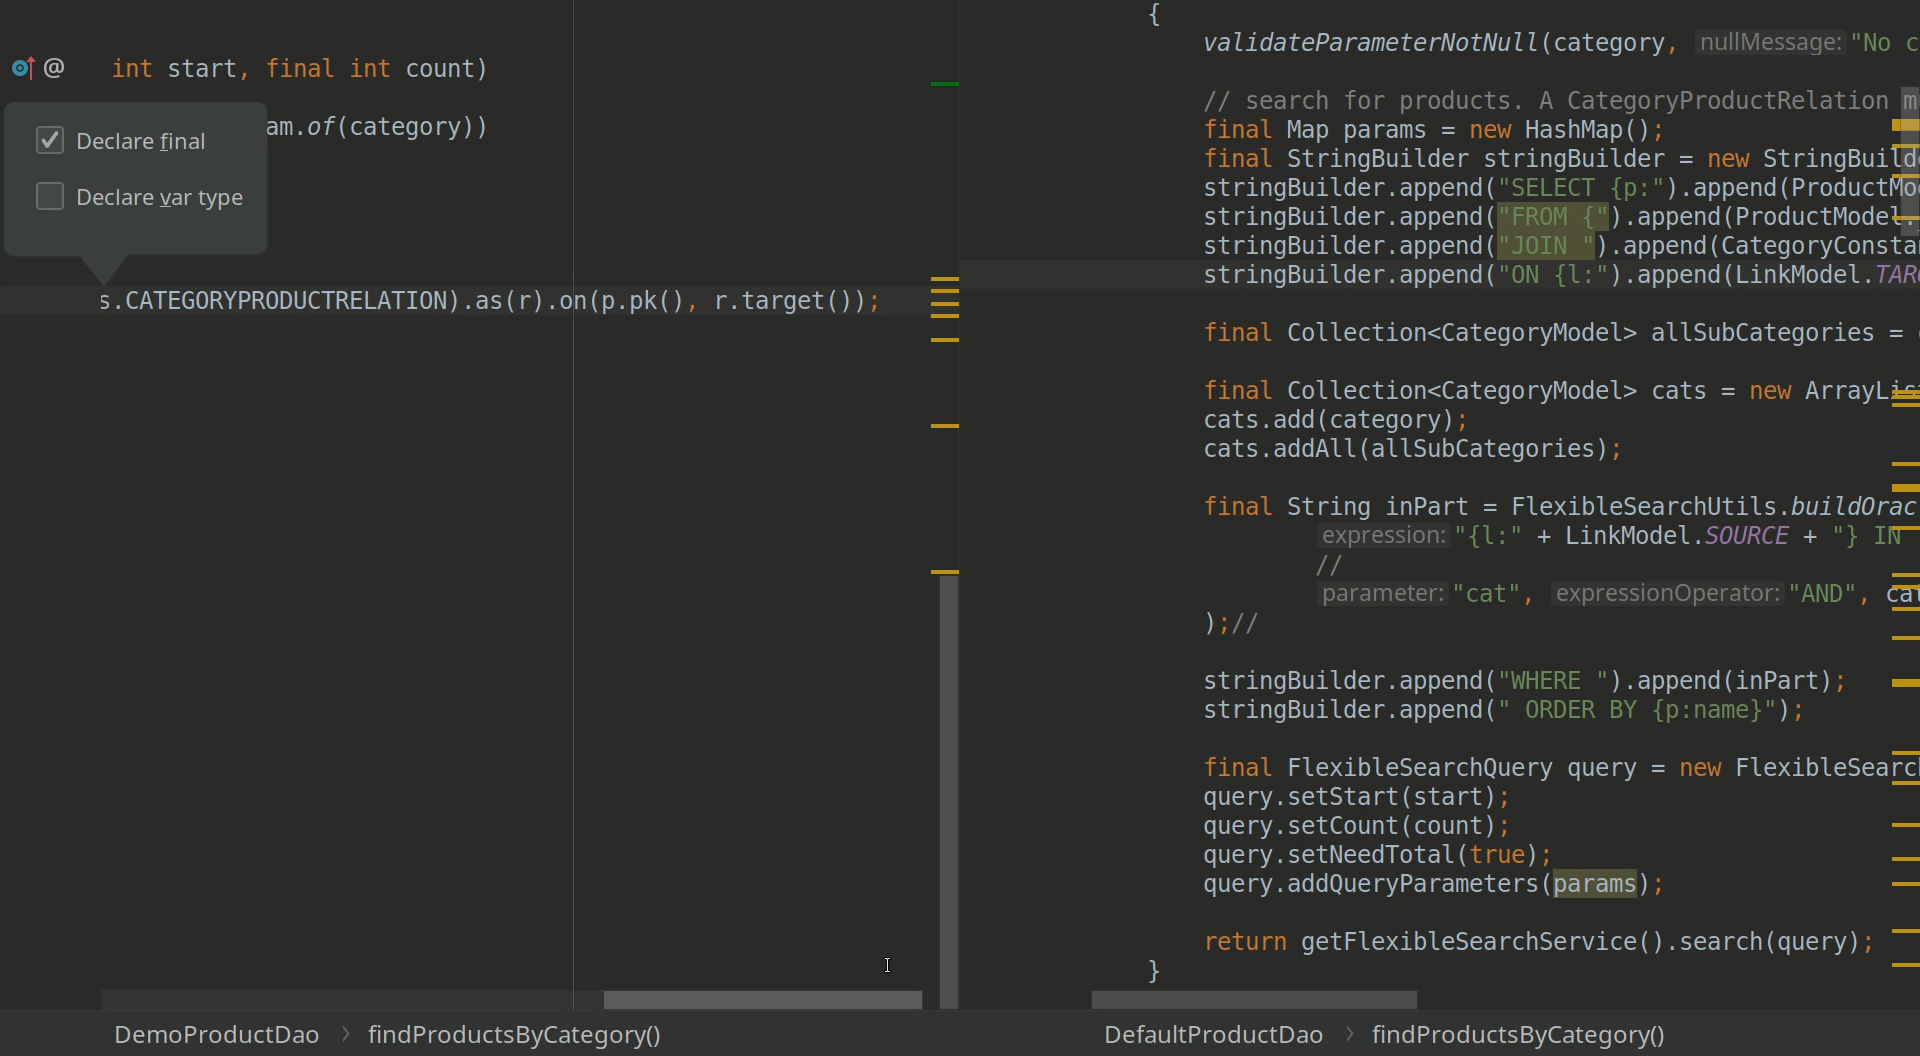 @ int start, final int count)
Declare final
am.of(category))
Declare var type
s.CATEGORYPRODUCTRELATION).as(r).on(p.pk(), r.target());
DemoProductDao > findProductsByCategory()
{
validateParameterNotNull(category, nullMessage: "No c
// search for products. A CategoryProductRelation m
final Map params = new HashMap();
final StringBuilder stringBuilder = new StringBuilde
stringBuilder.append("SELECT {p:").append(ProductMo
stringBuilder.append("FROM {").append(ProductModel.
stringBuilder.append("JOIN ").append(CategoryConsta
stringBuilder.append("ON {l:").append(LinkModel.TARG
final Collection<CategoryModel> allSubCategories = c
final Collection<CategoryModel> cats = new ArrayList
cats.add(category);
cats.addAll(allSubCategories);
final String inPart = FlexibleSearchUtils.buildOrac
expression: "{l:" + LinkModel.SOURCE + "} IN
//
parameter: "cat", expressionOperator: "AND", cat
);//
stringBuilder.append("WHERE ").append(inPart);
stringBuilder.append(" ORDER BY {p:name}");
final FlexibleSearchQuery query = new FlexibleSearch
query.setStart(start);
query.setCount(count);
query.setNeedTotal(true);
query.addQueryParameters(params);
return getFlexibleSearchService().search(query);
}
DefaultProductDao > findProductsByCategory()